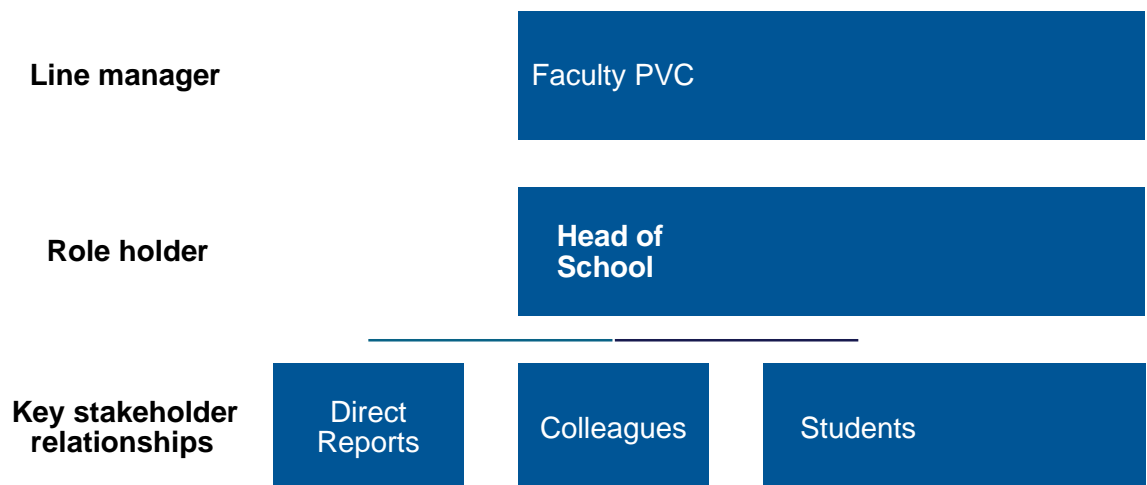 Line manager
Faculty PVC
Role holder
Head of
School
Key stakeholder
relationships
Direct
Reports
Colleagues
Students